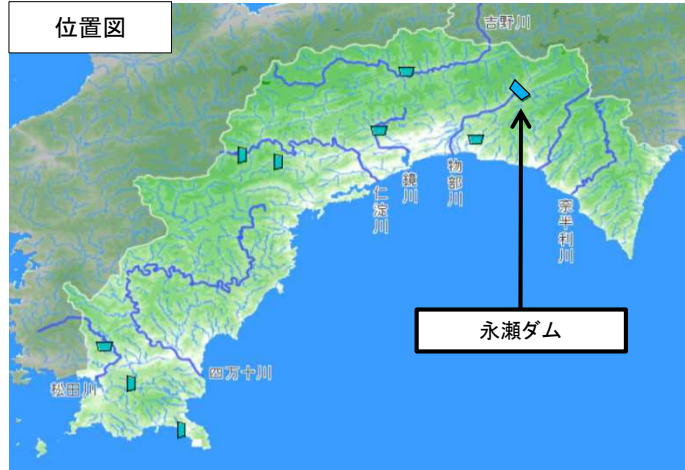 位置図
吉野川
物部川
鏡川
仁淀川
奈半利川
永瀬ダム
四万十川
松田川